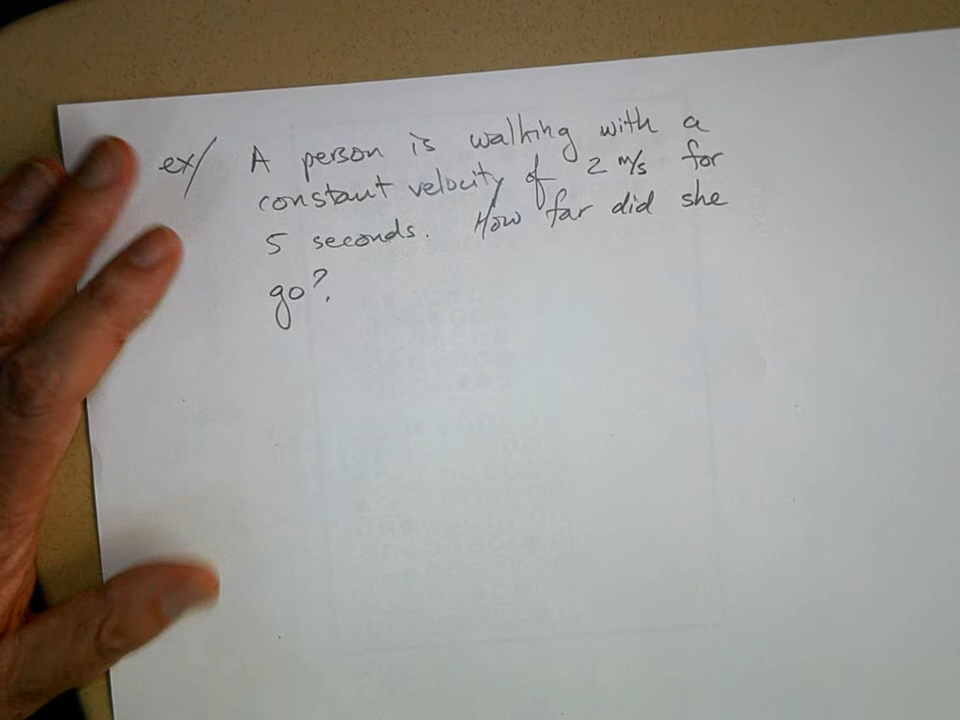 ex/ A person is walking with a
constant velocity of 2 m/s for
5 seconds. How far did she
go?